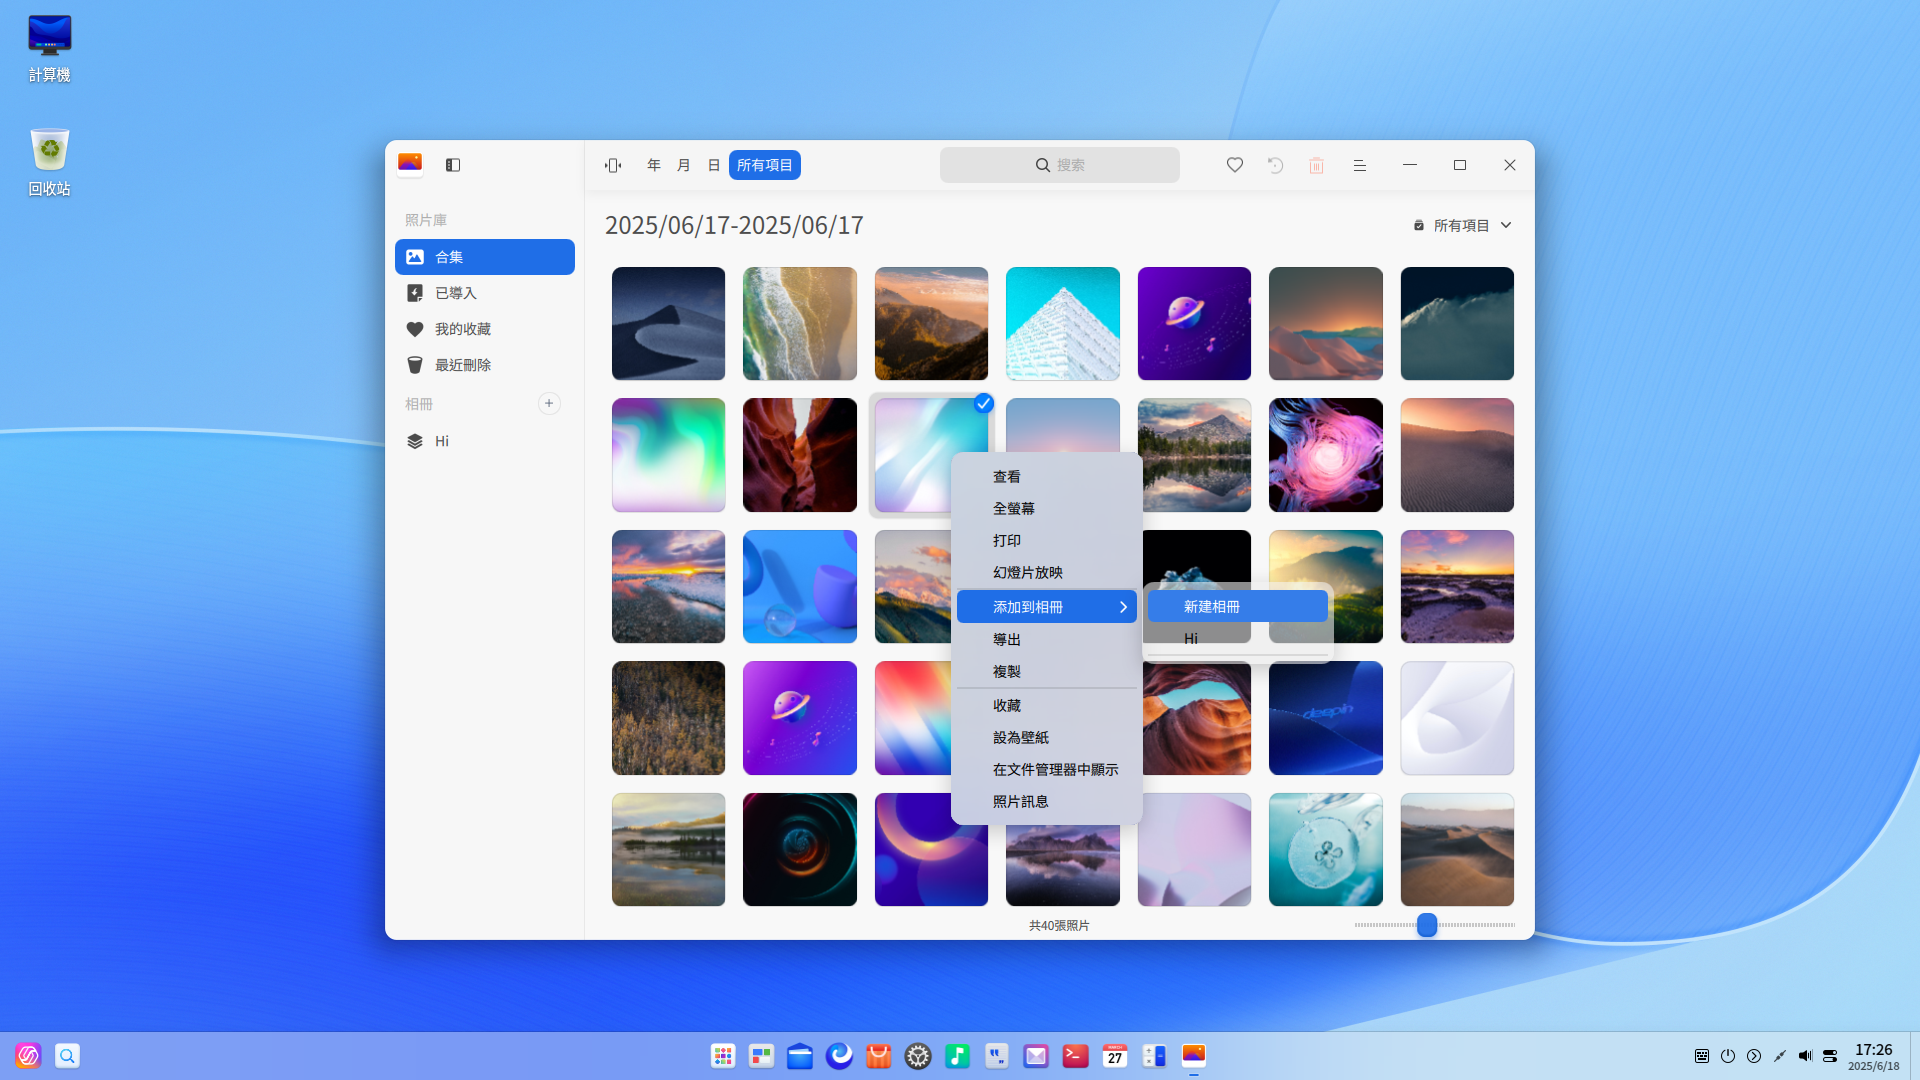 計算機
回收站
年 月 日 所有項目
搜索
照片庫
合集
已導入
我的收藏
最近刪除
相冊
Hi
2025/06/17-2025/06/17
所有項目
查看
全螢幕
打印
幻燈片放映
添加到相冊
導出
複製
收藏
設為壁紙
在文件管理器中顯示
照片訊息
新建相冊
Hi
deepin
共40張照片
MARCH
27
17:26
2025/6/18